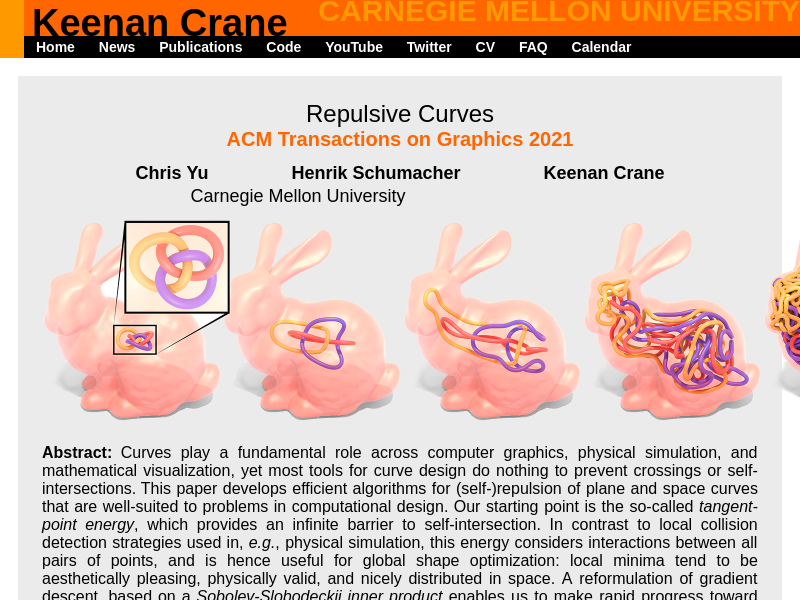 Keenan Crane
CARNEGIE MELLON UNIVERSITY
Home News Publications Code YouTube Twitter CV FAQ Calendar
Repulsive Curves
ACM Transactions on Graphics 2021
Chris Yu Henrik Schumacher Keenan Crane
Carnegie Mellon University
Abstract: Curves play a fundamental role across computer graphics, physical simulation, and
mathematical visualization, yet most tools for curve design do nothing to prevent crossings or self-
intersections. This paper develops efficient algorithms for (self-)repulsion of plane and space curves
that are well-suited to problems in computational design. Our starting point is the so-called tangent-
point energy, which provides an infinite barrier to self-intersection. In contrast to local collision
detection strategies used in, e.g., physical simulation, this energy considers interactions between all
pairs of points, and is hence useful for global shape optimization: local minima tend to be
aesthetically pleasing, physically valid, and nicely distributed in space. A reformulation of gradient
descent, based on a Sobolev-Slobodeckij inner product enables us to make rapid progress toward